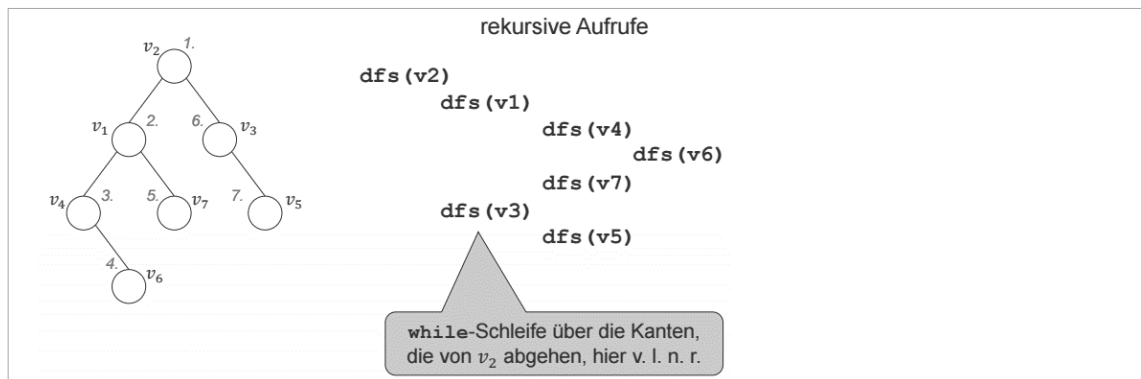 rekursive Aufrufe
v₂ 1.
dfs(v2)
dfs(v1)
v₁ 2. 6. v₃
dfs(v4)
dfs(v6)
dfs(v7)
v₄ 3. 5. v₇ 7. v₅
dfs(v3)
dfs(v5)
4. v₆
while-Schleife über die Kanten,
die von v₂ abgehen, hier v. l. n. r.